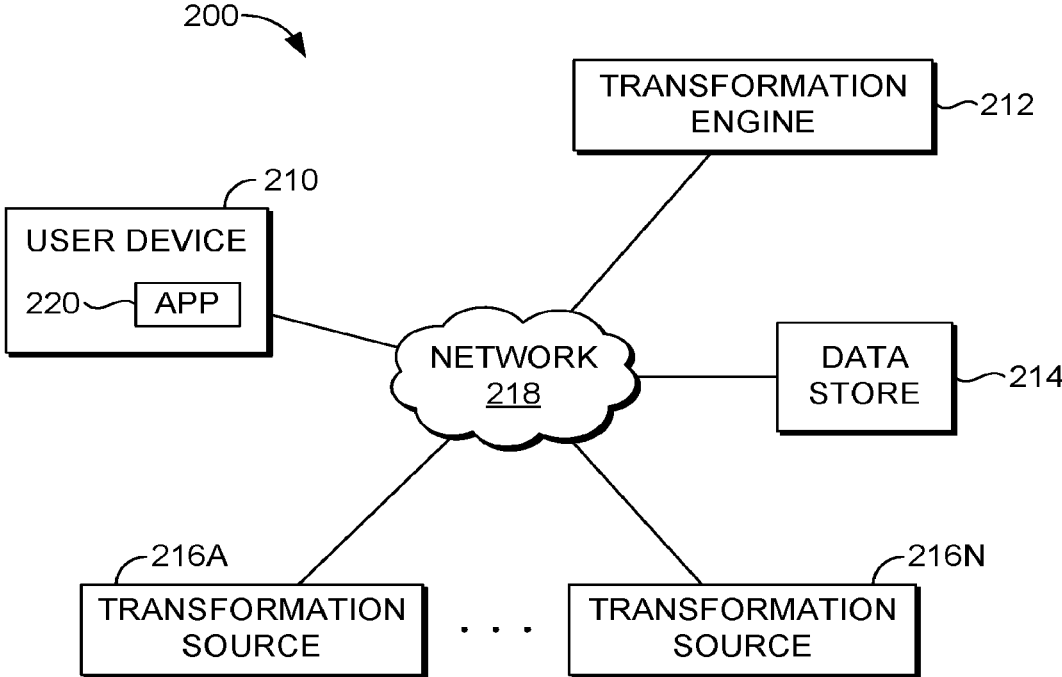 200
TRANSFORMATION
ENGINE
212
210
USER DEVICE
220
APP
NETWORK
218
DATA
STORE
214
216A
TRANSFORMATION
SOURCE
. . .
216N
TRANSFORMATION
SOURCE